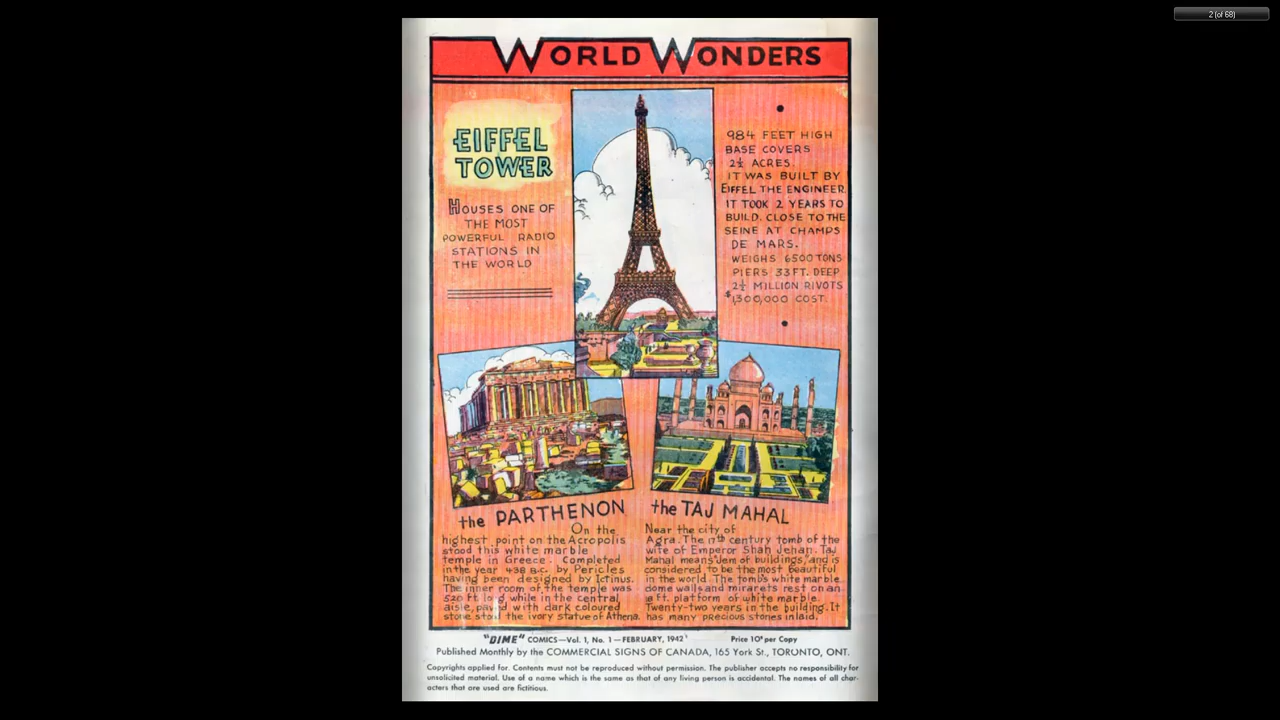 2 (of 68)
WORLD WONDERS
EIFFEL
TOWER
HOUSES ONE OF
THE MOST
POWERFUL RADIO
STATIONS IN
THE WORLD
984 FEET HIGH
BASE COVERS
2½ ACRES.
IT WAS BUILT BY
EIFFEL THE ENGINEER.
IT TOOK 2 YEARS TO
BUILD. CLOSE TO THE
SEINE AT CHAMPS
DE MARS.
WEIGHS 6500 TONS
PIERS 33 FT. DEEP
2½ MILLION RIVOTS
$1,300,000 COST.
the PARTHENON
On the
highest point on the Acropolis
stood this white marble
temple in Greece. Completed
in the year 438 B.C. by Pericles
having been designed by Ictinus.
The inner room of the temple was
520 ft long while in the central
aisle, paved with dark coloured
stone stood the ivory statue of Athena.
the TAJ MAHAL
Near the city of
Agra. The 17th century tomb of the
wife of Emperor Shah Jehan. Taj
Mahal means "Jem of buildings," and is
considered to be the most beautiful
in the world. The tomb's white marble
dome walls and mirarets rest on an
ft. platform of white marble.
Twenty-two years in the building. It
has many precious stones inlaid.
"DIME" COMICS—Vol. 1, No. 1—FEBRUARY, 1942 Price 10¢ per Copy
Published Monthly by the COMMERCIAL SIGNS OF CANADA, 165 York St., TORONTO, ONT.
Copyrights applied for. Contents must not be reproduced without permission. The publisher accepts no responsibility for
unsolicited material. Use of a name which is the same as that of any living person is accidental. The names of all char-
acters that are used are fictitious.